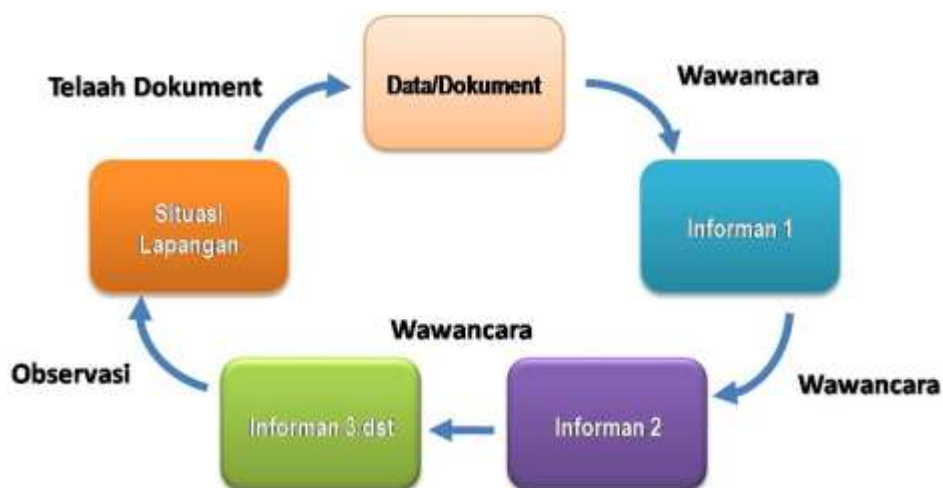 Telaah Dokument
Data/Dokument
Wawancara
Situasi
Lapangan
Informan 1
Wawancara
Observasi
Informan 3.dst
Informan 2
Wawancara